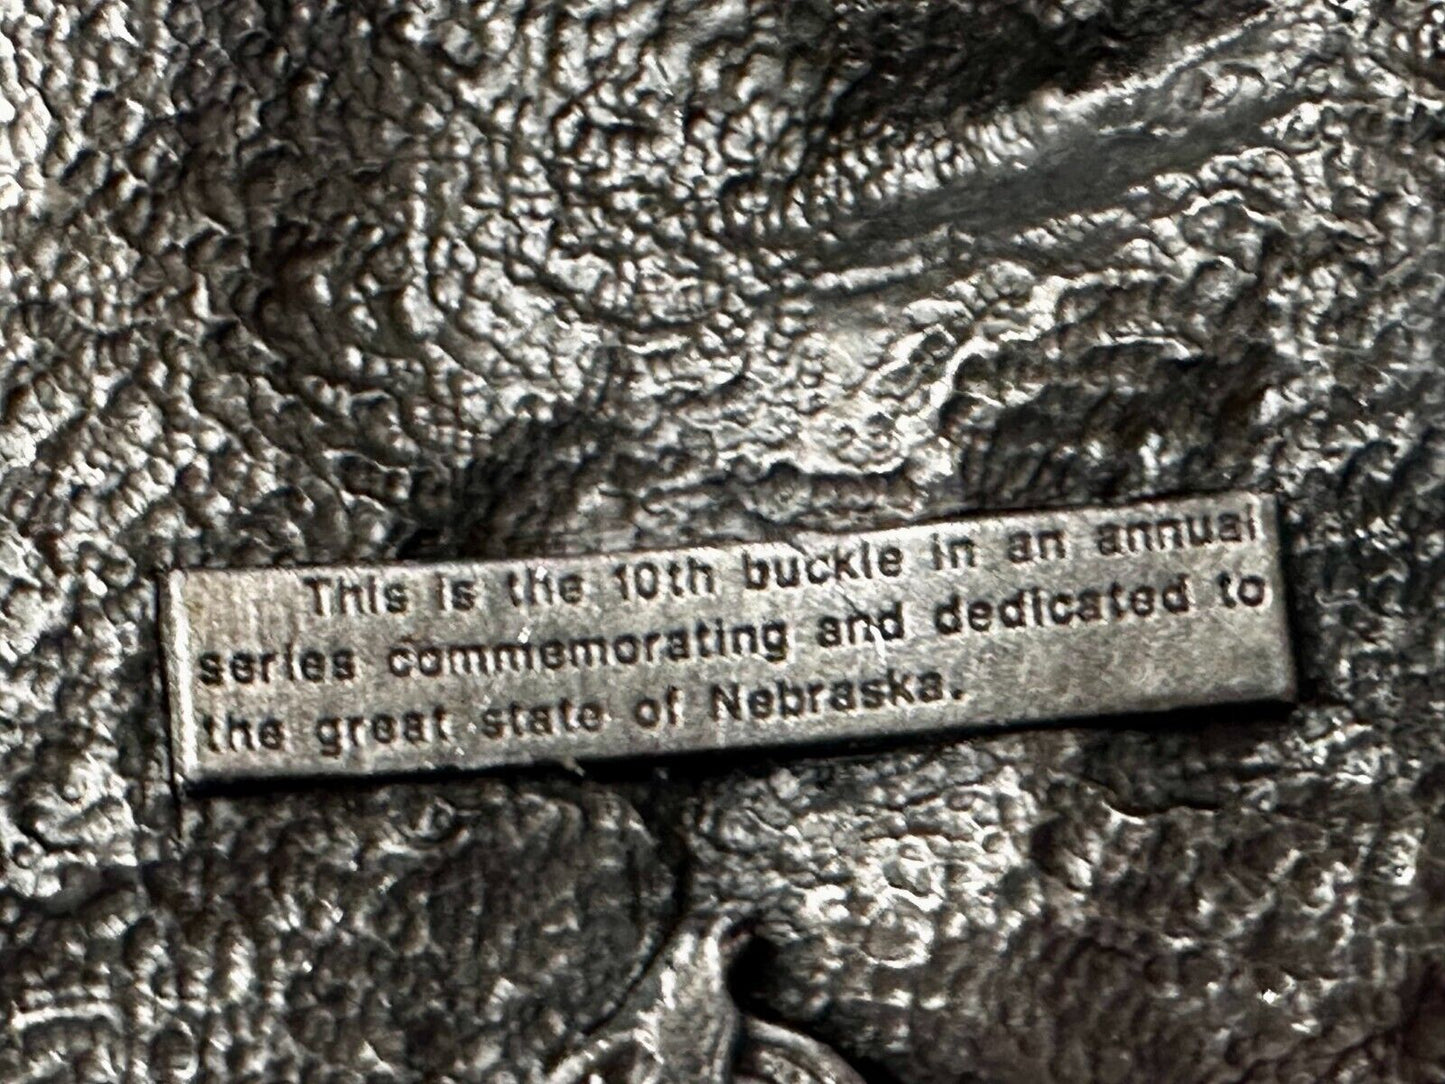 This is the 10th buckle in an annual
series commemorating and dedicated to
the great state of Nebraska.